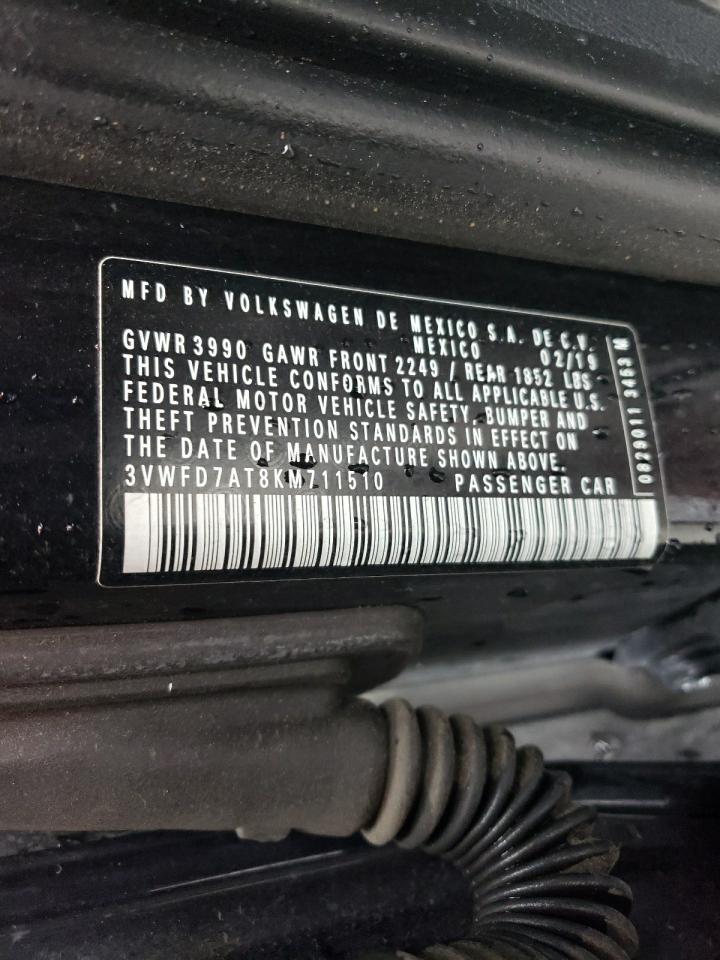 MFD BY VOLKSWAGEN DE MEXICO S.A. DE C.V.
MEXICO 02/19
GVWR 3990 GAWR FRONT 2249 / REAR 1852 LBS
THIS VEHICLE CONFORMS TO ALL APPLICABLE U.S.
FEDERAL MOTOR VEHICLE SAFETY, BUMPER AND
THEFT PREVENTION STANDARDS IN EFFECT ON
THE DATE OF MANUFACTURE SHOWN ABOVE.
3VWFD7AT8KM711510 PASSENGER CAR
0829011 3463 M